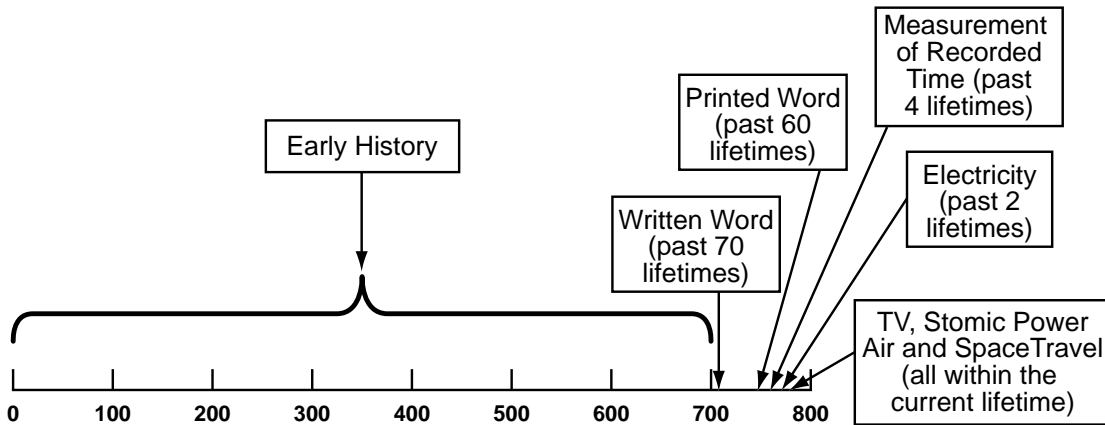 Measurement
of Recorded
Time (past
4 lifetimes)
Printed Word
(past 60
lifetimes)
Early History
Electricity
(past 2
lifetimes)
Written Word
(past 70
lifetimes)
TV, Stomic Power
Air and SpaceTravel
(all within the
current lifetime)
0 100 200 300 400 500 600 700 800